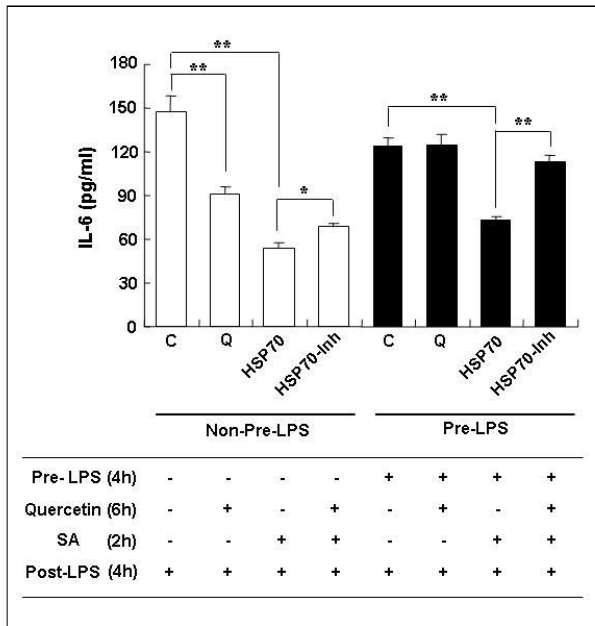 ** **
** ** **
*
180
150
120
90
60
30
0
IL-6 (pg/ml)
C Q HSP70 HSP70-Inh C Q HSP70 HSP70-Inh
Non-Pre-LPS Pre-LPS
Pre- LPS (4h) - - - - + + + +
Quercetin (6h) - + - + - + - +
SA (2h) - - + + - - + +
Post-LPS (4h) + + + + + + + +